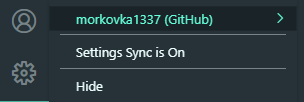 morkovka1337 (GitHub)
Settings Sync is On
Hide